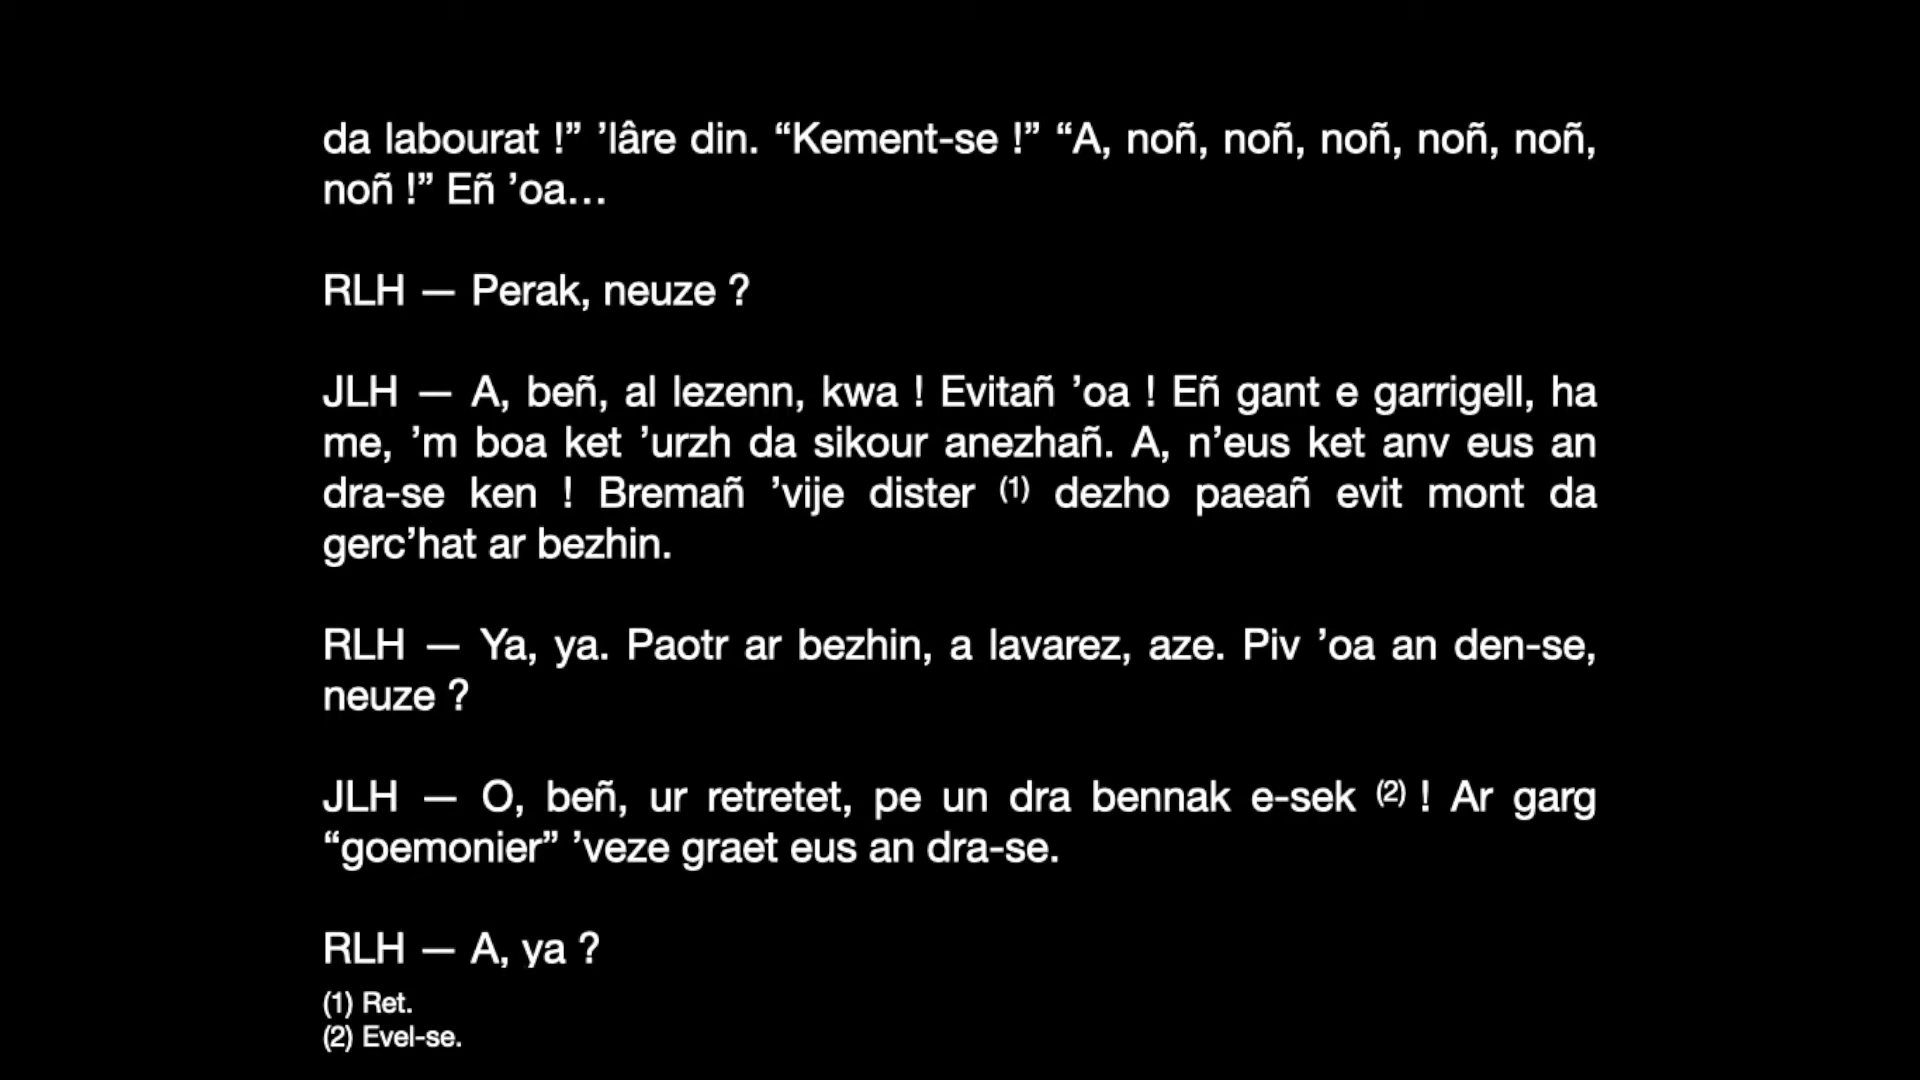 da labourat !” ’lâre din. “Kement-se !” “A, noñ, noñ, noñ, noñ, noñ,
noñ !” Eñ ’oa…
RLH — Perak, neuze ?
JLH — A, beñ, al lezenn, kwa ! Evitañ ’oa ! Eñ gant e garrigell, ha
me, ’m boa ket ’urzh da sikour anezhañ. A, n’eus ket anv eus an
dra-se ken ! Bremañ ’vije dister (1) dezho paeañ evit mont da
gerc’hat ar bezhin.
RLH — Ya, ya. Paotr ar bezhin, a lavarez, aze. Piv ’oa an den-se,
neuze ?
JLH — O, beñ, ur retretet, pe un dra bennak e-sek (2) ! Ar garg
“goemonier” ’veze graet eus an dra-se.
RLH — A, ya ?
(1) Ret.
(2) Evel-se.